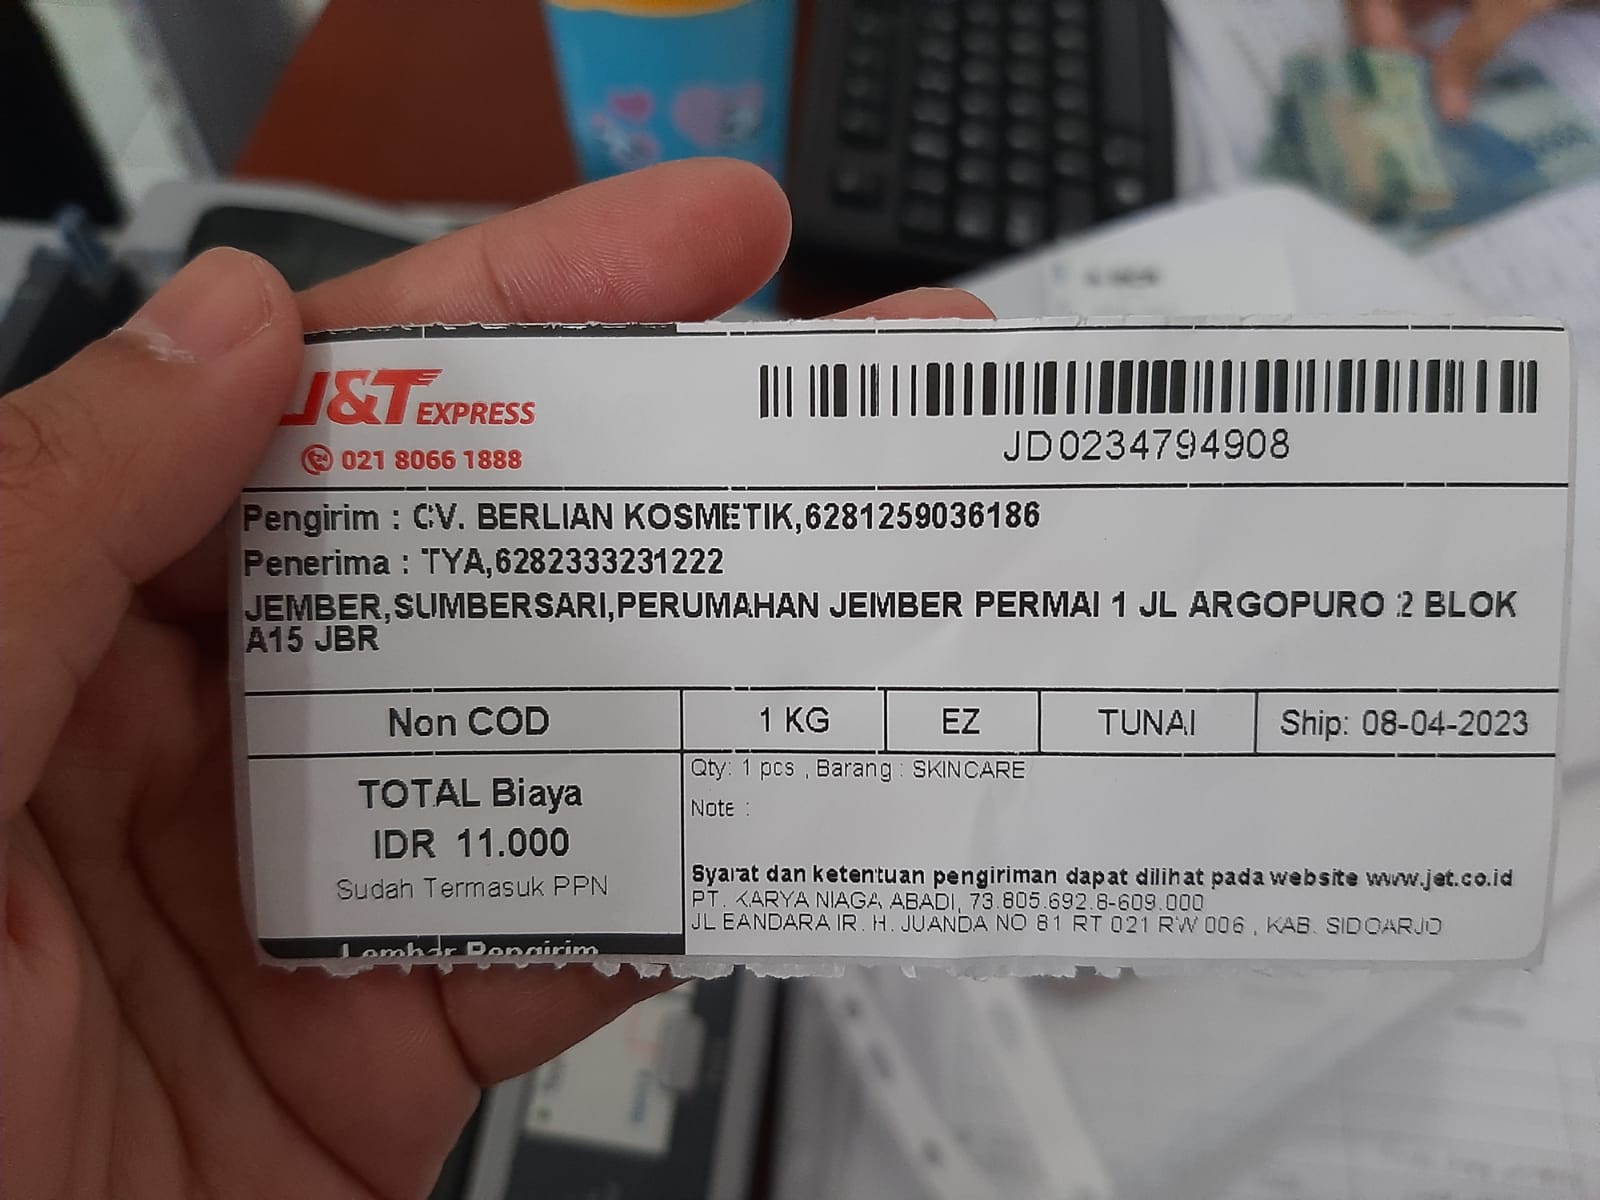 J&T EXPRESS
021 8066 1888
JD0234794908
Pengirim : CV. BERLIAN KOSMETIK,6281259036186
Penerima : TYA,6282333231222
JEMBER,SUMBERSARI,PERUMAHAN JEMBER PERMAI 1 JL ARGOPURO 2 BLOK
A15 JBR
Non COD
1 KG
EZ
TUNAI
Ship: 08-04-2023
TOTAL Biaya
IDR 11.000
Sudah Termasuk PPN
Qty: 1 pcs , Barang : SKINCARE
Note :
Syarat dan ketentuan pengiriman dapat dilihat pada website www.jet.co.id
PT. KARYA NIAGA ABADI, 73.805.692.8-609.000
JL EANDARA IR. H. JUANDA NO 81 RT 021 RW 006 , KAB. SIDOARJO
Lembar Pengirim